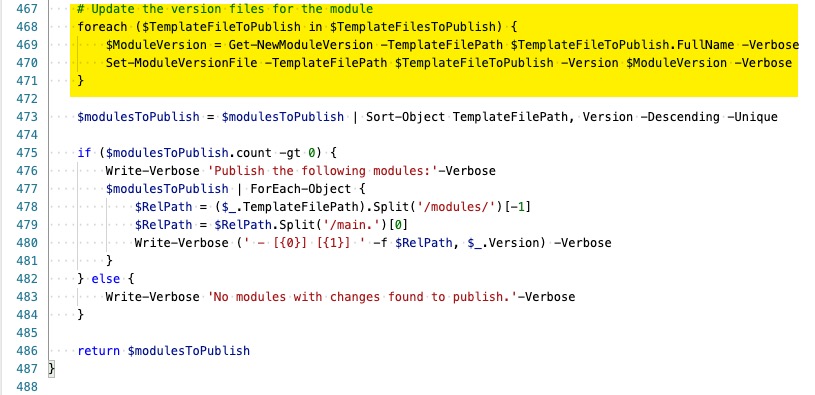 467 # Update the version files for the module
468 foreach ($TemplateFileToPublish in $TemplateFilesToPublish) {
469 $ModuleVersion = Get-NewModuleVersion -TemplateFilePath $TemplateFileToPublish.FullName -Verbose
470 Set-ModuleVersionFile -TemplateFilePath $TemplateFileToPublish -Version $ModuleVersion -Verbose
471 }
472
473 $modulesToPublish = $modulesToPublish | Sort-Object TemplateFilePath, Version -Descending -Unique
474
475 if ($modulesToPublish.count -gt 0) {
476 Write-Verbose 'Publish the following modules:'-Verbose
477 $modulesToPublish | ForEach-Object {
478 $RelPath = ($_.TemplateFilePath).Split('/modules/')[-1]
479 $RelPath = $RelPath.Split('/main.')[0]
480 Write-Verbose (' - [{0}] [{1}] ' -f $RelPath, $_.Version) -Verbose
481 }
482 } else {
483 Write-Verbose 'No modules with changes found to publish.'-Verbose
484 }
485
486 return $modulesToPublish
487 }
488